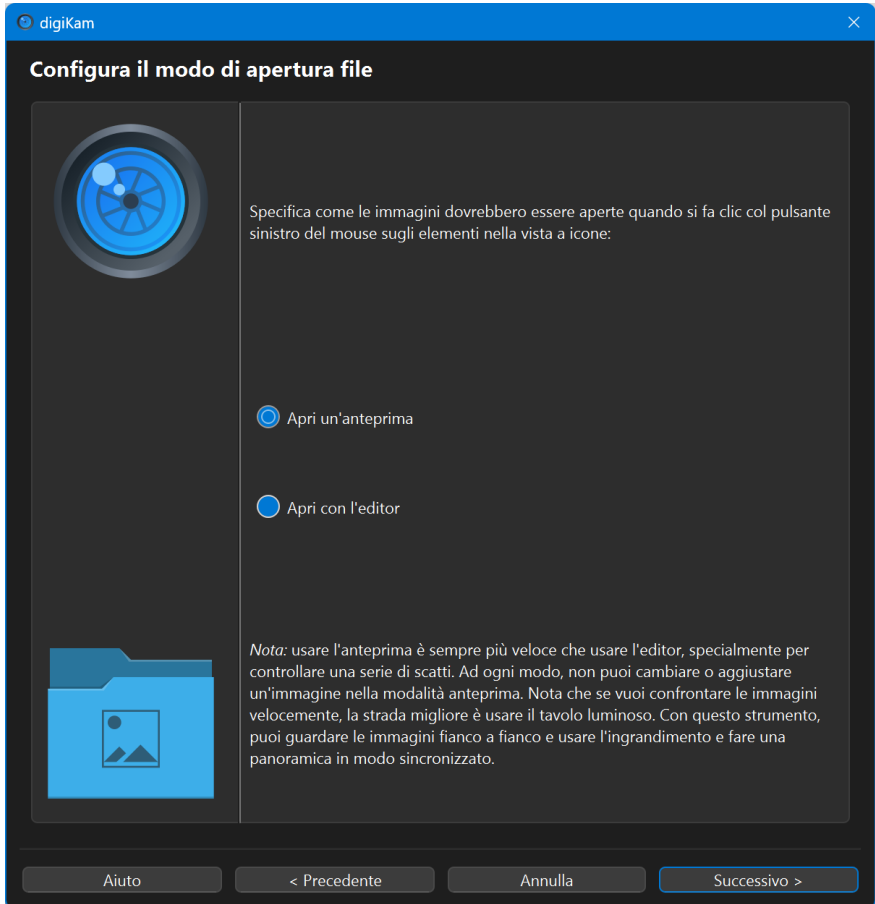 digiKam
Configura il modo di apertura file
Specifica come le immagini dovrebbero essere aperte quando si fa clic col pulsante
sinistro del mouse sugli elementi nella vista a icone:
Apri un'anteprima
Apri con l'editor
Nota: usare l'anteprima è sempre più veloce che usare l'editor, specialmente per
controllare una serie di scatti. Ad ogni modo, non puoi cambiare o aggiustare
un'immagine nella modalità anteprima. Nota che se vuoi confrontare le immagini
velocemente, la strada migliore è usare il tavolo luminoso. Con questo strumento,
puoi guardare le immagini fianco a fianco e usare l'ingrandimento e fare una
panoramica in modo sincronizzato.
Aiuto
< Precedente
Annulla
Successivo >